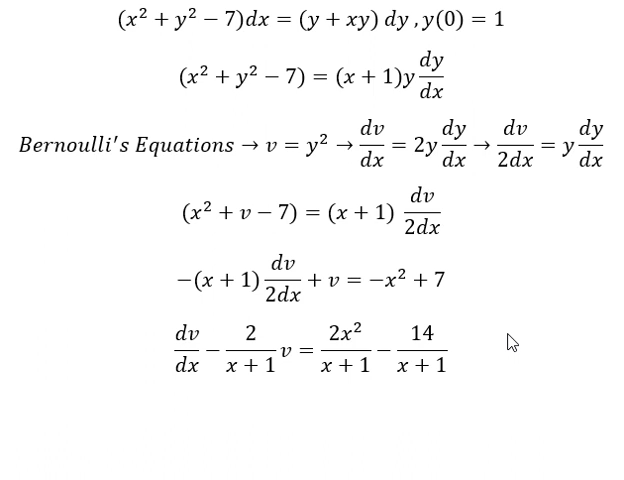 (x² + y² − 7)dx = (y + xy) dy , y(0) = 1
(x² + y² − 7) = (x + 1)y dy/dx
Bernoulli's Equations → v = y² → dv/dx = 2y dy/dx → dv/2dx = y dy/dx
(x² + v − 7) = (x + 1) dv/2dx
−(x + 1) dv/2dx + v = −x² + 7
dv/dx − 2/(x + 1) v = 2x²/(x + 1) − 14/(x + 1)